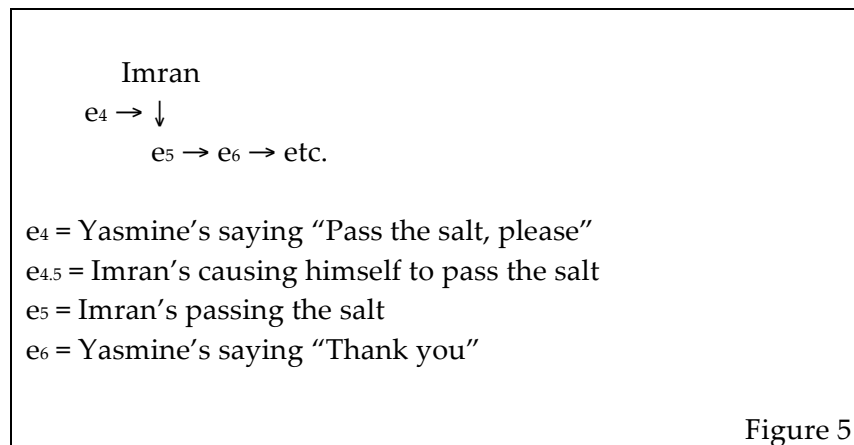 Imran
e4 → ↓
e5 → e6 → etc.
e4 = Yasmine’s saying “Pass the salt, please”
e4.5 = Imran’s causing himself to pass the salt
e5 = Imran’s passing the salt
e6 = Yasmine’s saying “Thank you”
Figure 5